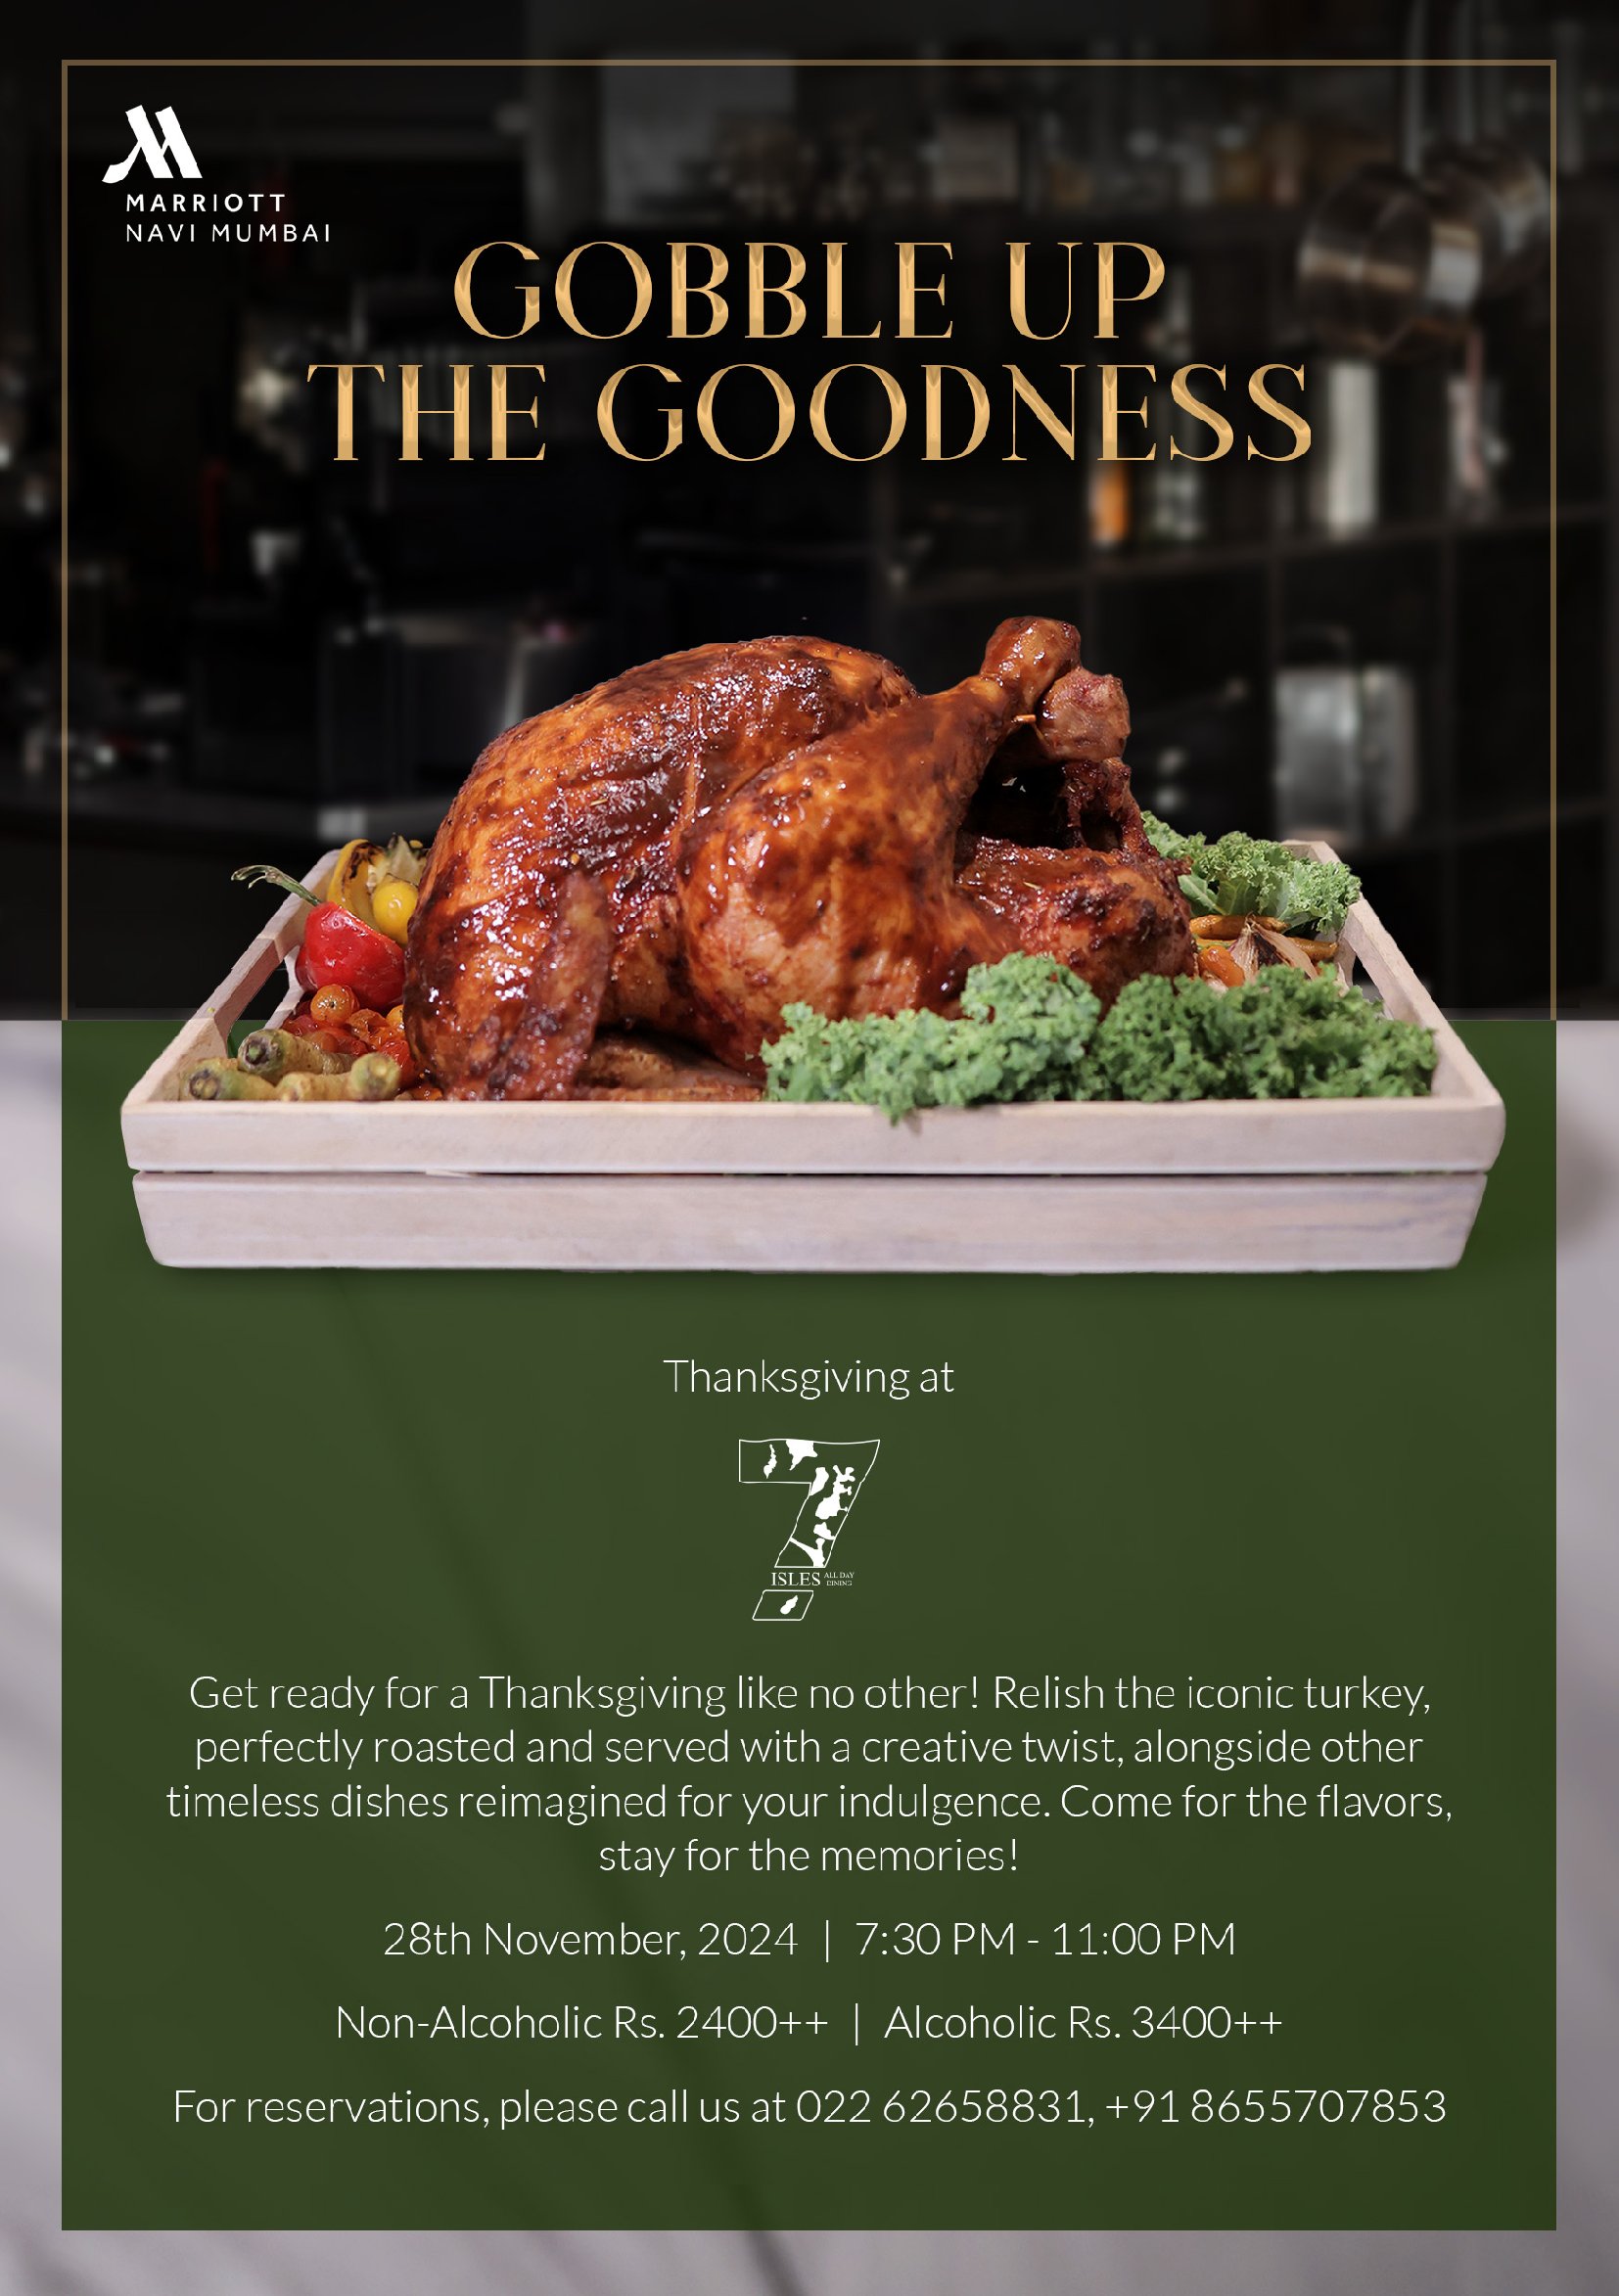 MARRIOTT
NAVI MUMBAI
GOBBLE UP
THE GOODNESS
Thanksgiving at
7
ISLES ALL DAY
DINING
Get ready for a Thanksgiving like no other! Relish the iconic turkey,
perfectly roasted and served with a creative twist, alongside other
timeless dishes reimagined for your indulgence. Come for the flavors,
stay for the memories!
28th November, 2024 | 7:30 PM - 11:00 PM
Non-Alcoholic Rs. 2400++ | Alcoholic Rs. 3400++
For reservations, please call us at 022 62658831, +91 8655707853